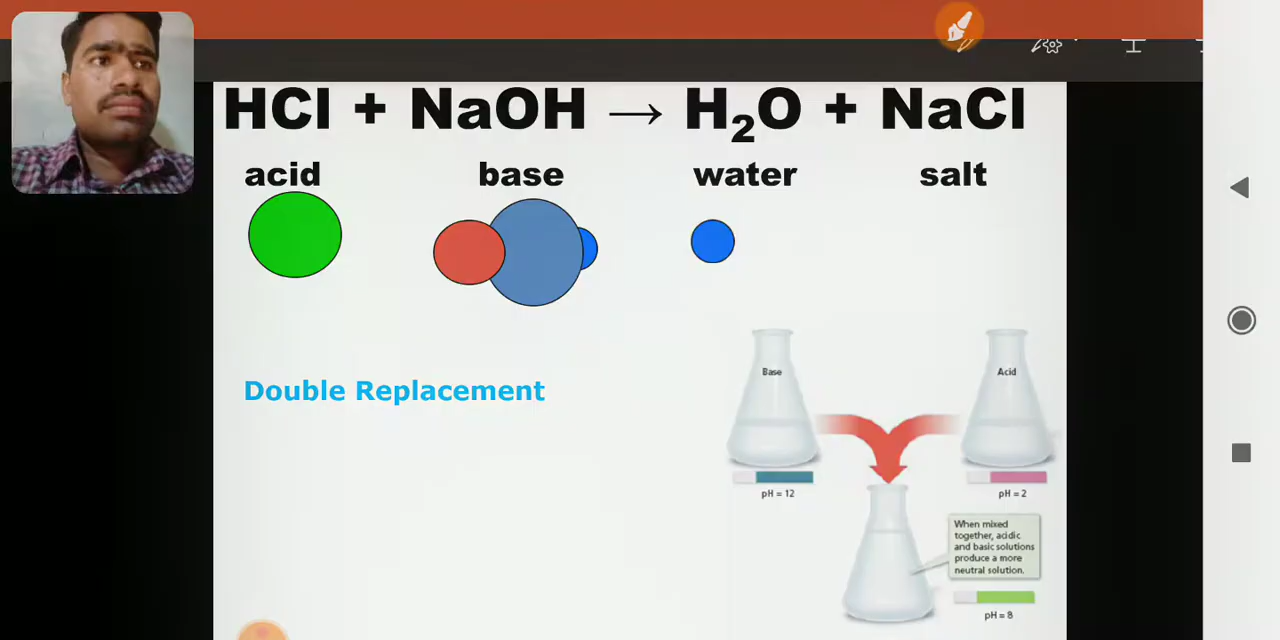 HCl + NaOH → H₂O + NaCl
acid base water salt
Double Replacement
Base
Acid
pH = 12
pH = 2
When mixed
together, acidic
and basic solutions
produce a more
neutral solution.
pH = 8